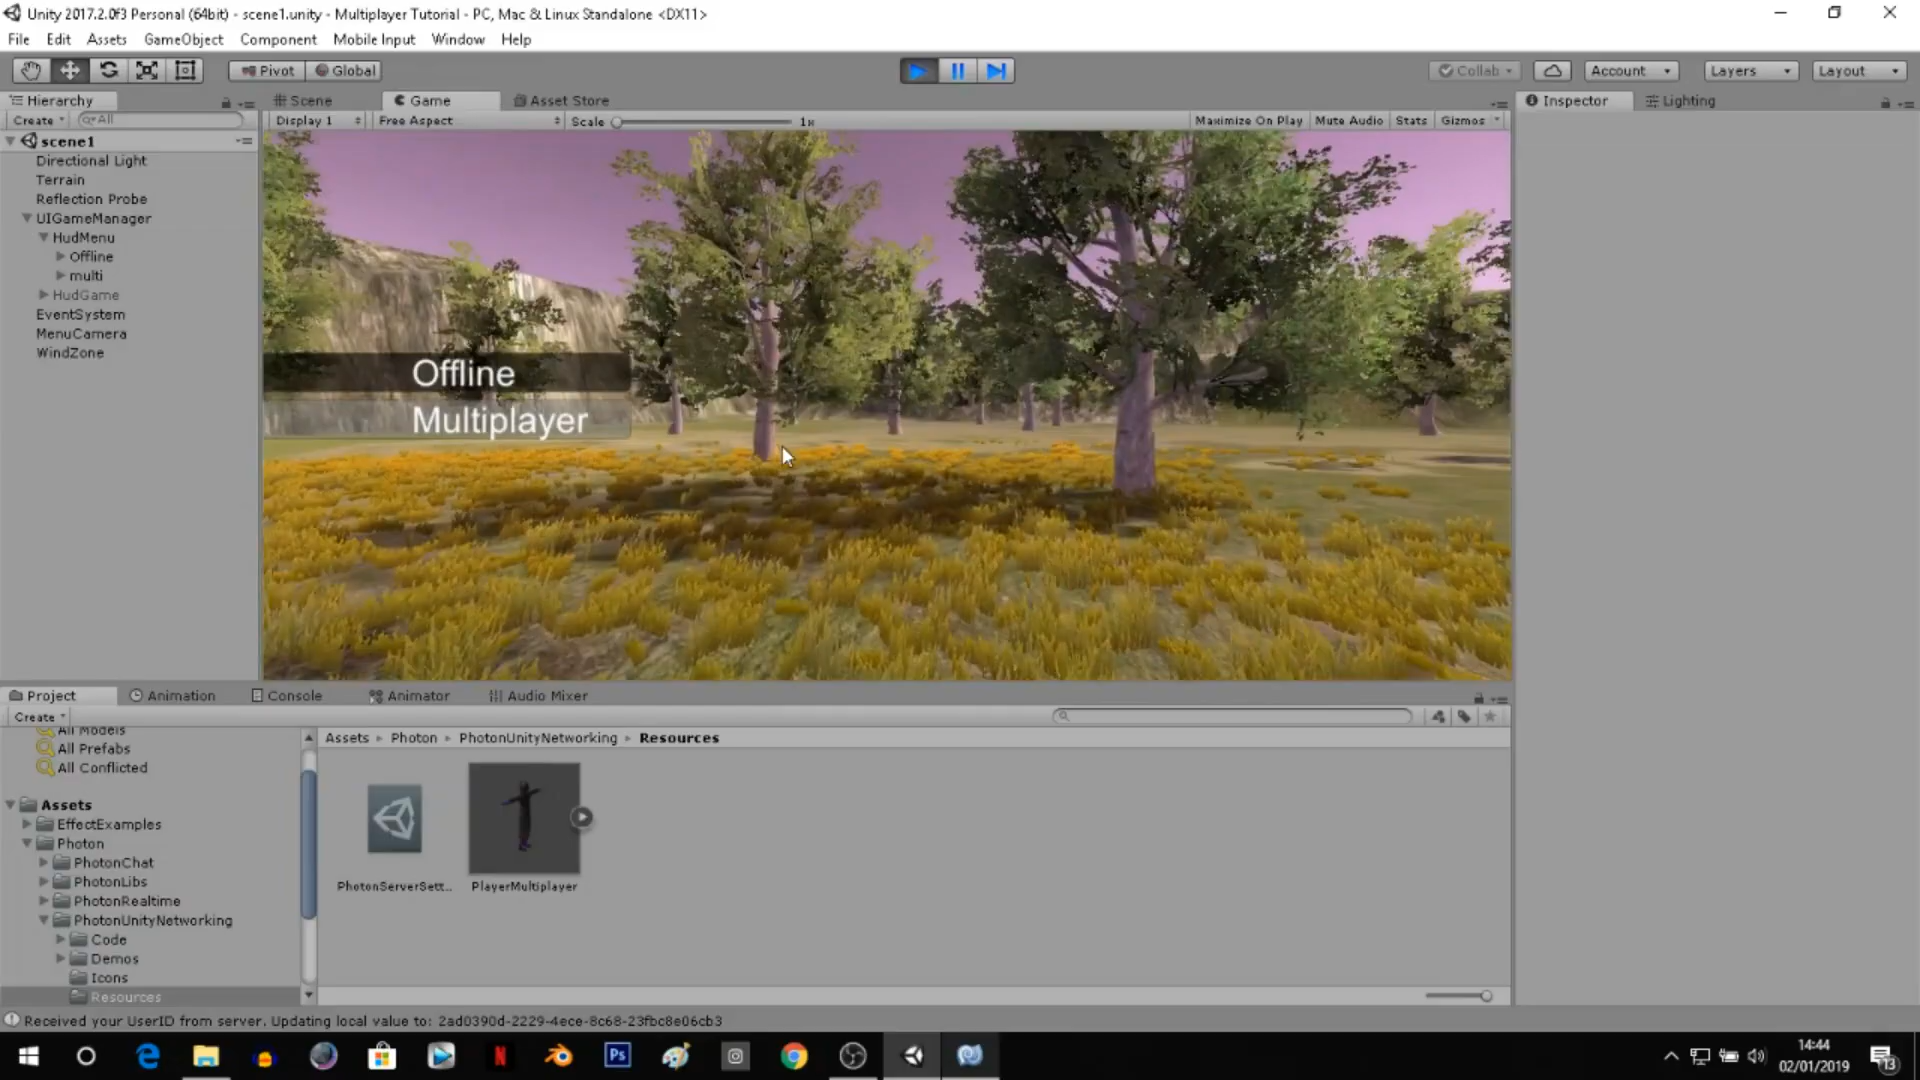 Unity 2017.2.0f3 Personal (64bit) - scene1.unity - Multiplayer Tutorial - PC, Mac & Linux Standalone <DX11>
File Edit Assets GameObject Component Mobile Input Window Help
Pivot Global Collab Account Layers Layout
Hierarchy Scene Game Asset Store Inspector Lighting
Create All Display 1 Free Aspect Scale 1x Maximize On Play Mute Audio Stats Gizmos
scene1
Directional Light
Terrain
Reflection Probe
UIGameManager
HudMenu
Offline
multi
HudGame
EventSystem
MenuCamera
WindZone
Offline
Multiplayer
Project Animation Console Animator Audio Mixer
Create
All Models
All Prefabs
All Conflicted
Assets
EffectExamples
Photon
PhotonChat
PhotonLibs
PhotonRealtime
PhotonUnityNetworking
Code
Demos
Icons
Resources
Assets Photon PhotonUnityNetworking Resources
PhotonServerSett... PlayerMultiplayer
Received your UserID from server. Updating local value to: 2ad0390d-2229-4ece-8c68-23fbc8e06cb3
Ps
14:44
02/01/2019
13